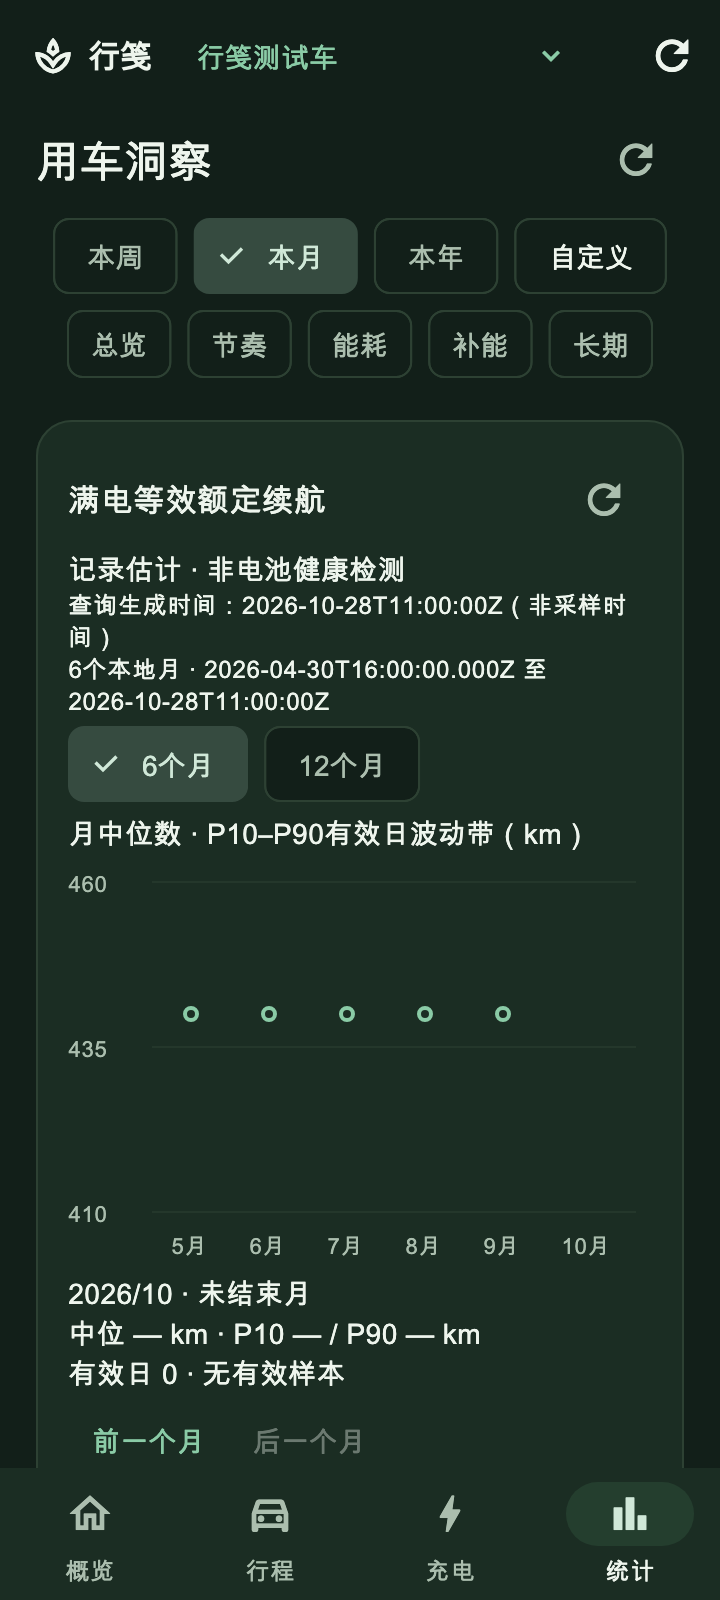 行笺 行笺测试车
用车洞察
本周 本月 本年 自定义
总览 节奏 能耗 补能 长期
满电等效额定续航
记录估计 · 非电池健康检测
查询生成时间：2026-10-28T11:00:00Z（非采样时
间）
6个本地月 · 2026-04-30T16:00:00.000Z 至
2026-10-28T11:00:00Z
6个月 12个月
月中位数 · P10–P90有效日波动带（km）
460
435
410
5月 6月 7月 8月 9月 10月
2026/10 · 未结束月
中位 — km · P10 — / P90 — km
有效日 0 · 无有效样本
前一个月 后一个月
概览 行程 充电 统计